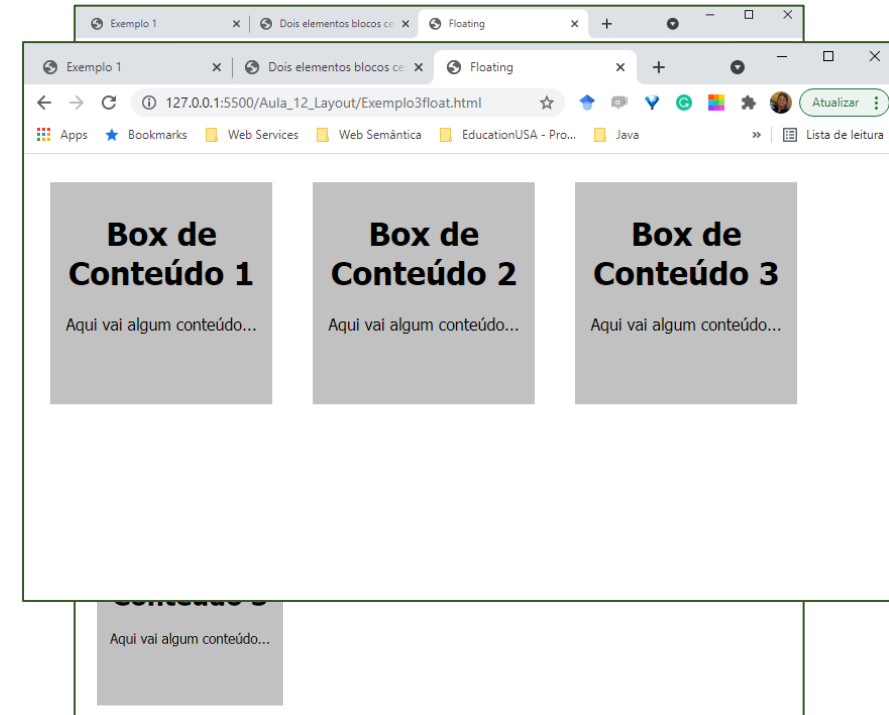 Exemplo 1
Dois elementos blocos ce
Floating
Exemplo 1
Dois elementos blocos ce
Floating
127.0.0.1:5500/Aula_12_Layout/Exemplo3float.html
Atualizar
Apps
Bookmarks
Web Services
Web Semântica
EducationUSA - Pro...
Java
»
Lista de leitura
Box de
Conteúdo 1
Aqui vai algum conteúdo...
Box de
Conteúdo 2
Aqui vai algum conteúdo...
Box de
Conteúdo 3
Aqui vai algum conteúdo...
Aqui vai algum conteúdo...